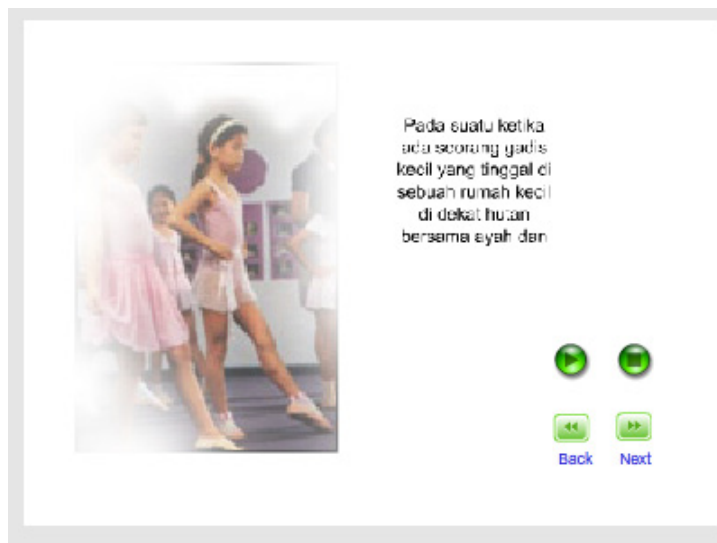 Pada suatu ketika
ada seorang gadis
kecil yang tinggal di
sebuah rumah kecil
di dekat hutan
bersama ayah dan
Back Next